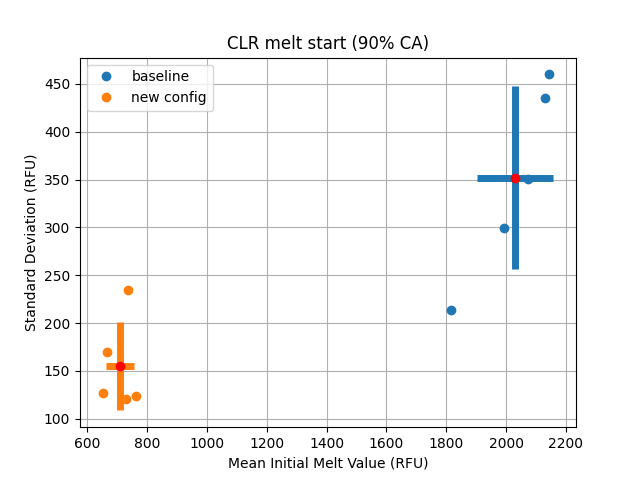 CLR melt start (90% CA)
baseline
new config
Standard Deviation (RFU)
450
400
350
300
250
200
150
100
600 800 1000 1200 1400 1600 1800 2000 2200
Mean Initial Melt Value (RFU)